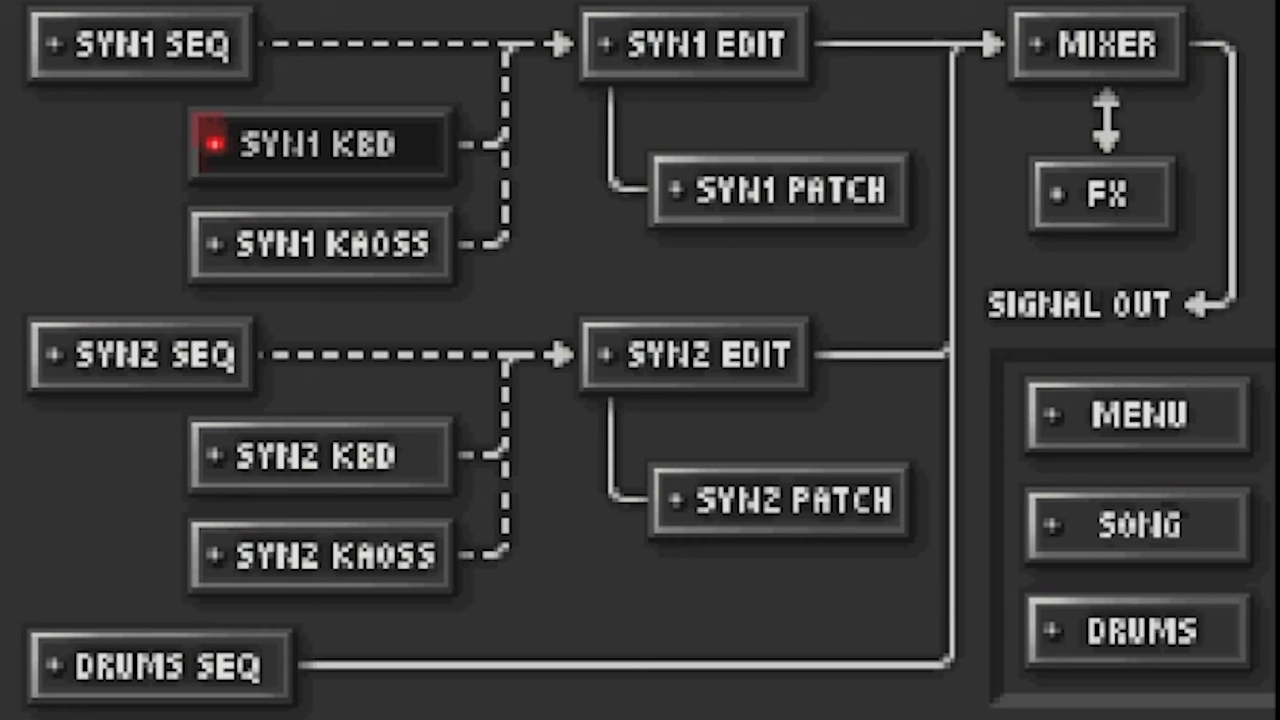 SYN1 SEQ
SYN1 EDIT
MIXER
SYN1 KBD
SYN1 PATCH
FX
SYN1 KAOSS
SIGNAL OUT
SYN2 SEQ
SYN2 EDIT
MENU
SYN2 KBD
SYN2 PATCH
SONG
SYN2 KAOSS
DRUMS
DRUMS SEQ